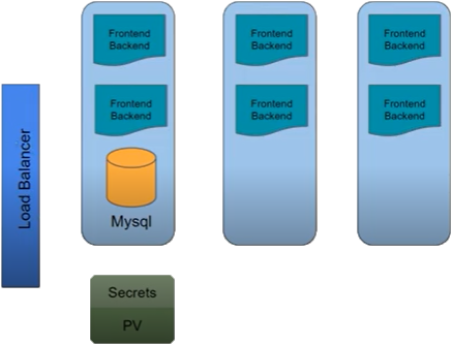 Load Balancer
Frontend
Backend
Frontend
Backend
Mysql
Frontend
Backend
Frontend
Backend
Frontend
Backend
Frontend
Backend
Secrets
PV